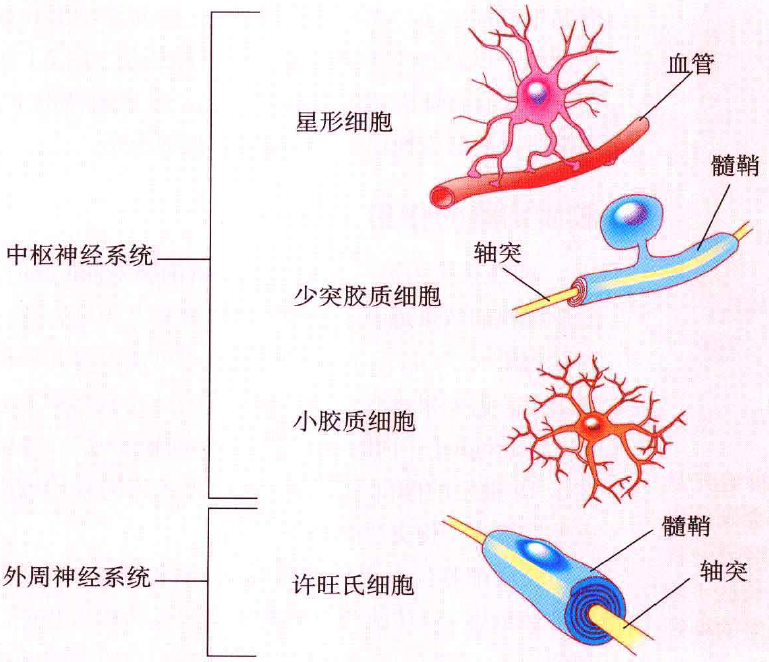 血管
星形细胞
髓鞘
中枢神经系统
轴突
少突胶质细胞
小胶质细胞
髓鞘
外周神经系统
许旺氏细胞
轴突